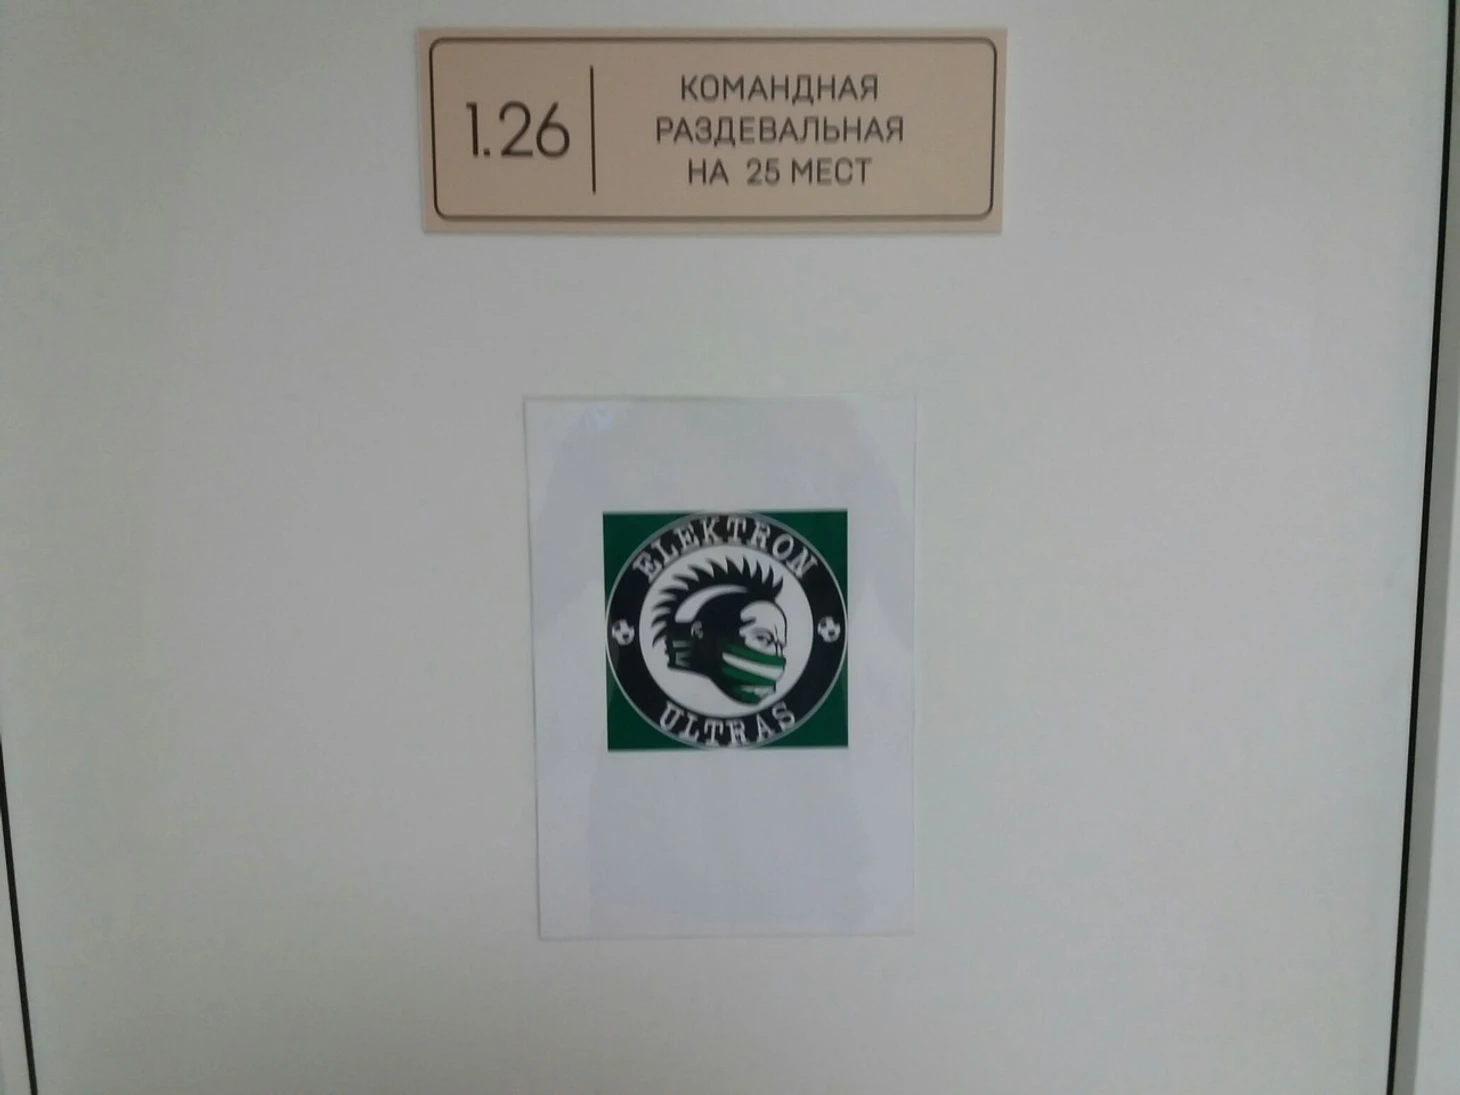 1.26
КОМАНДНАЯ
РАЗДЕВАЛЬНАЯ
НА 25 МЕСТ
ELEKTRON
ULTRAS